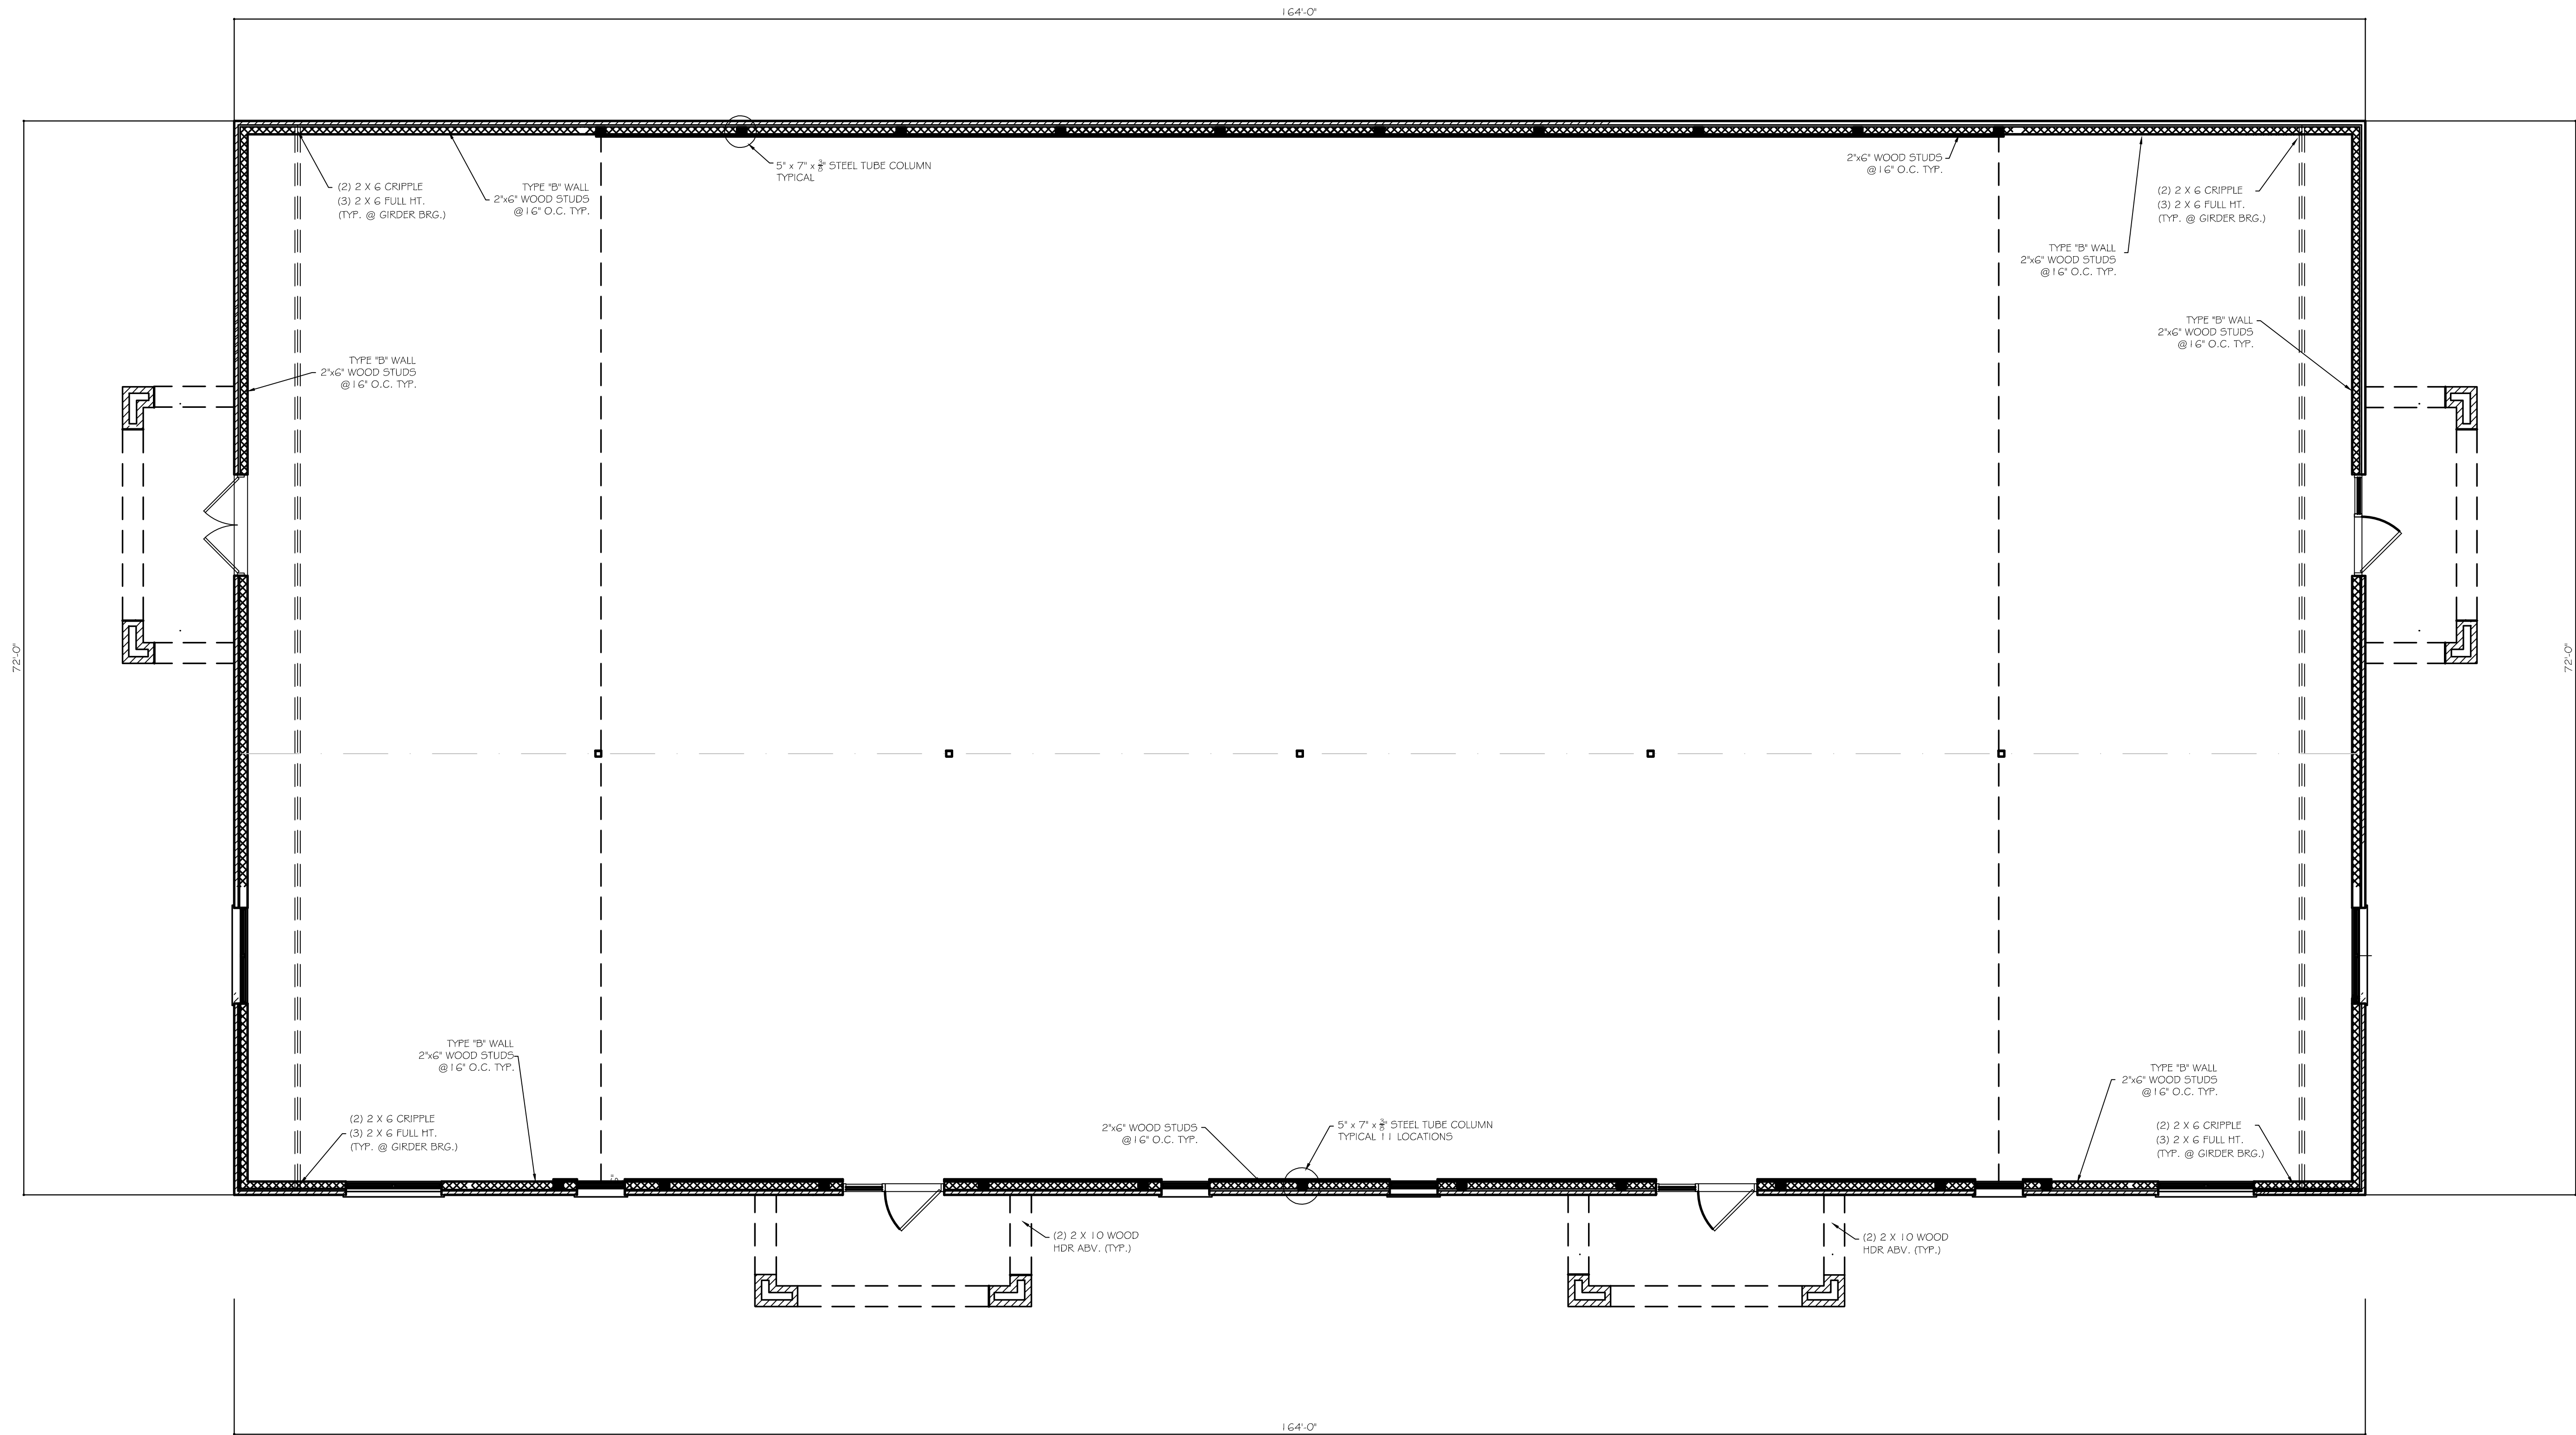 164'-0"
5" x 7" x 3/8" STEEL TUBE COLUMN
TYPICAL
2"x6" WOOD STUDS
@16" O.C. TYP.
(2) 2 X 6 CRIPPLE
(3) 2 X 6 FULL HT.
(TYP. @ GIRDER BRG.)
TYPE "B" WALL
2"x6" WOOD STUDS
@16" O.C. TYP.
(2) 2 X 6 CRIPPLE
(3) 2 X 6 FULL HT.
(TYP. @ GIRDER BRG.)
TYPE "B" WALL
2"x6" WOOD STUDS
@16" O.C. TYP.
TYPE "B" WALL
2"x6" WOOD STUDS
@16" O.C. TYP.
TYPE "B" WALL
2"x6" WOOD STUDS
@16" O.C. TYP.
72'-0"
72'-0"
TYPE "B" WALL
2"x6" WOOD STUDS
@16" O.C. TYP.
TYPE "B" WALL
2"x6" WOOD STUDS
@16" O.C. TYP.
(2) 2 X 6 CRIPPLE
(3) 2 X 6 FULL HT.
(TYP. @ GIRDER BRG.)
2"x6" WOOD STUDS
@16" O.C. TYP.
5" x 7" x 3/8" STEEL TUBE COLUMN
TYPICAL 11 LOCATIONS
(2) 2 X 6 CRIPPLE
(3) 2 X 6 FULL HT.
(TYP. @ GIRDER BRG.)
(2) 2 X 10 WOOD
HDR ABV. (TYP.)
(2) 2 X 10 WOOD
HDR ABV. (TYP.)
164'-0"